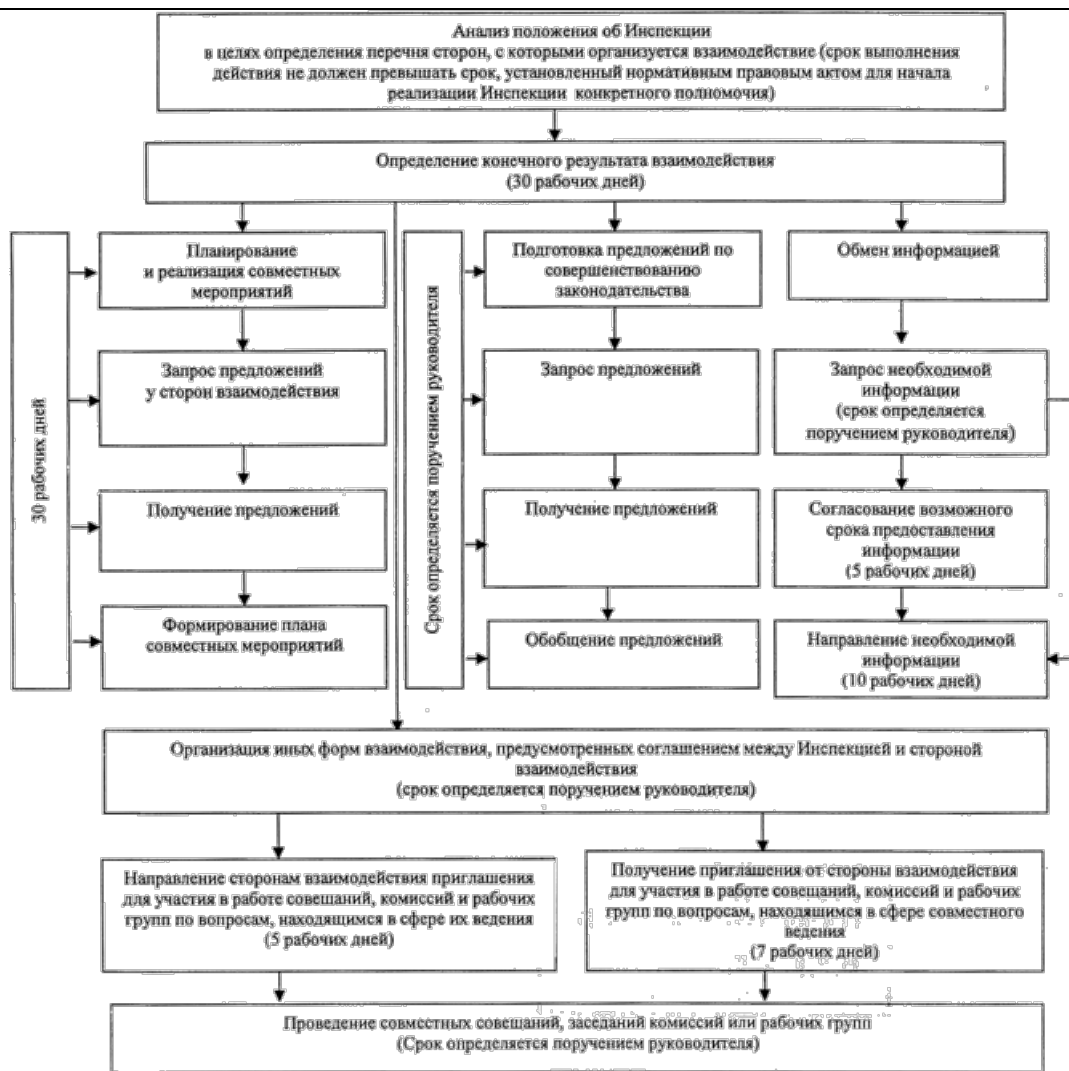 Анализ положения об Инспекции
в целях определения перечня сторон, с которыми организуется взаимодействие (срок выполнения
действия не должен превышать срок, установленный нормативным правовым актом для начала
реализации Инспекции конкретного полномочия)
Определение конечного результата взаимодействия
(30 рабочих дней)
30 рабочих дней
Планирование
и реализация совместных
мероприятий
Запрос предложений
у сторон взаимодействия
Получение предложений
Формирование плана
совместных мероприятий
Срок определяется поручением руководителя
Подготовка предложений по
совершенствованию
законодательства
Запрос предложений
Получение предложений
Обобщение предложений
Обмен информацией
Запрос необходимой
информации
(срок определяется
поручением руководителя)
Согласование возможного
срока предоставления
информации
(5 рабочих дней)
Направление необходимой
информации
(10 рабочих дней)
Организация иных форм взаимодействия, предусмотренных соглашением между Инспекцией и стороной
взаимодействия
(срок определяется поручением руководителя)
Направление сторонам взаимодействия приглашения
для участия в работе совещаний, комиссий и рабочих
групп по вопросам, находящимся в сфере их ведения
(5 рабочих дней)
Получение приглашения от стороны взаимодействия
для участия в работе совещаний, комиссий и рабочих
групп по вопросам, находящимся в сфере совместного
ведения
(7 рабочих дней)
Проведение совместных совещаний, заседаний комиссий или рабочих групп
(Срок определяется поручением руководителя)